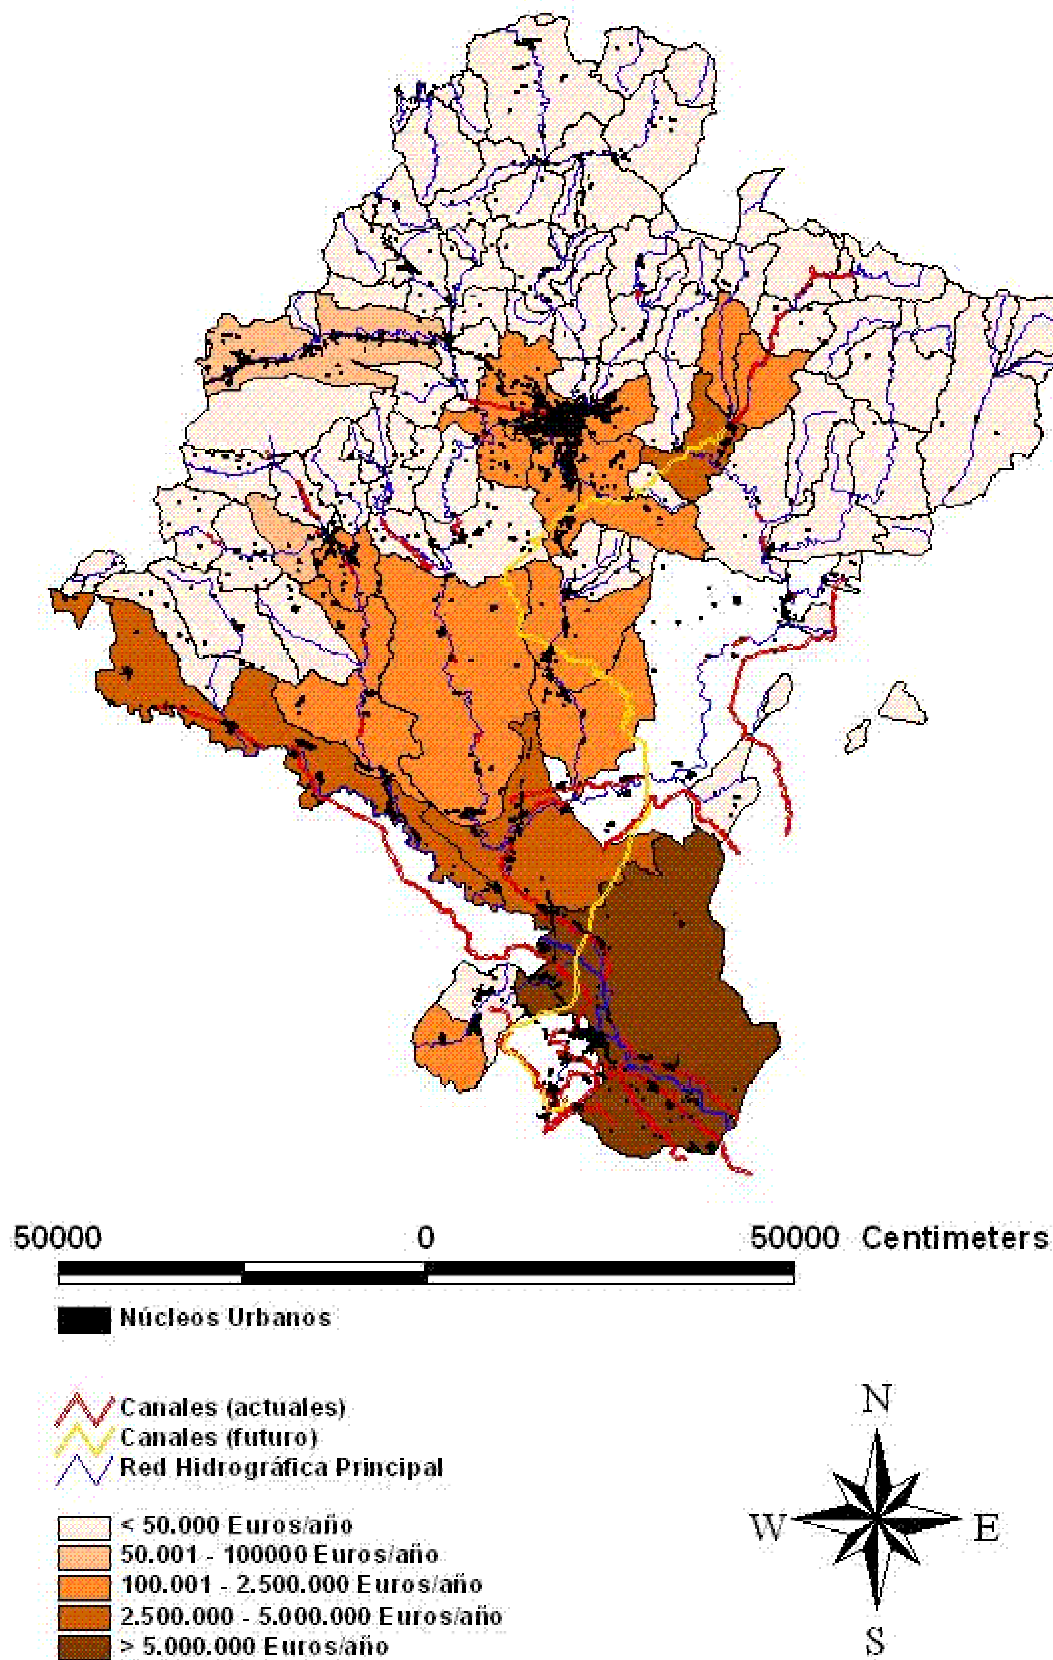 50000 0 50000 Centimeters
Núcleos Urbanos
Canales (actuales)
Canales (futuro)
Red Hidrográfica Principal
< 50.000 Euros/año
50.001 - 100000 Euros/año
100.001 - 2.500.000 Euros/año
2.500.000 - 5.000.000 Euros/año
> 5.000.000 Euros/año
N
W E
S